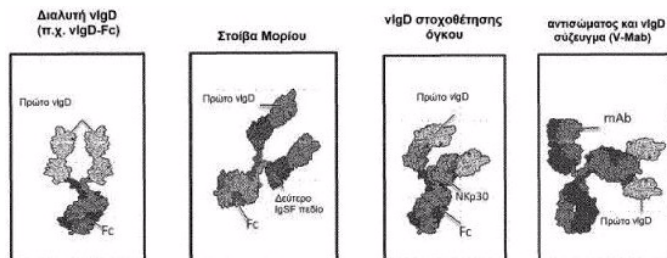 Διαλυτή vIgD
(π.χ. vIgD-Fc)
Πρώτο vIgD
Fc
Στοίβα Μορίου
Πρώτο vIgD
Δεύτερο
IgSF πεδίο
Fc
vIgD στοχοθέτησης
όγκου
Πρώτο vIgD
NKp30
Fc
αντισώματος και vIgD
σύζευγμα (V-Mab)
mAb
Πρώτο vIgD